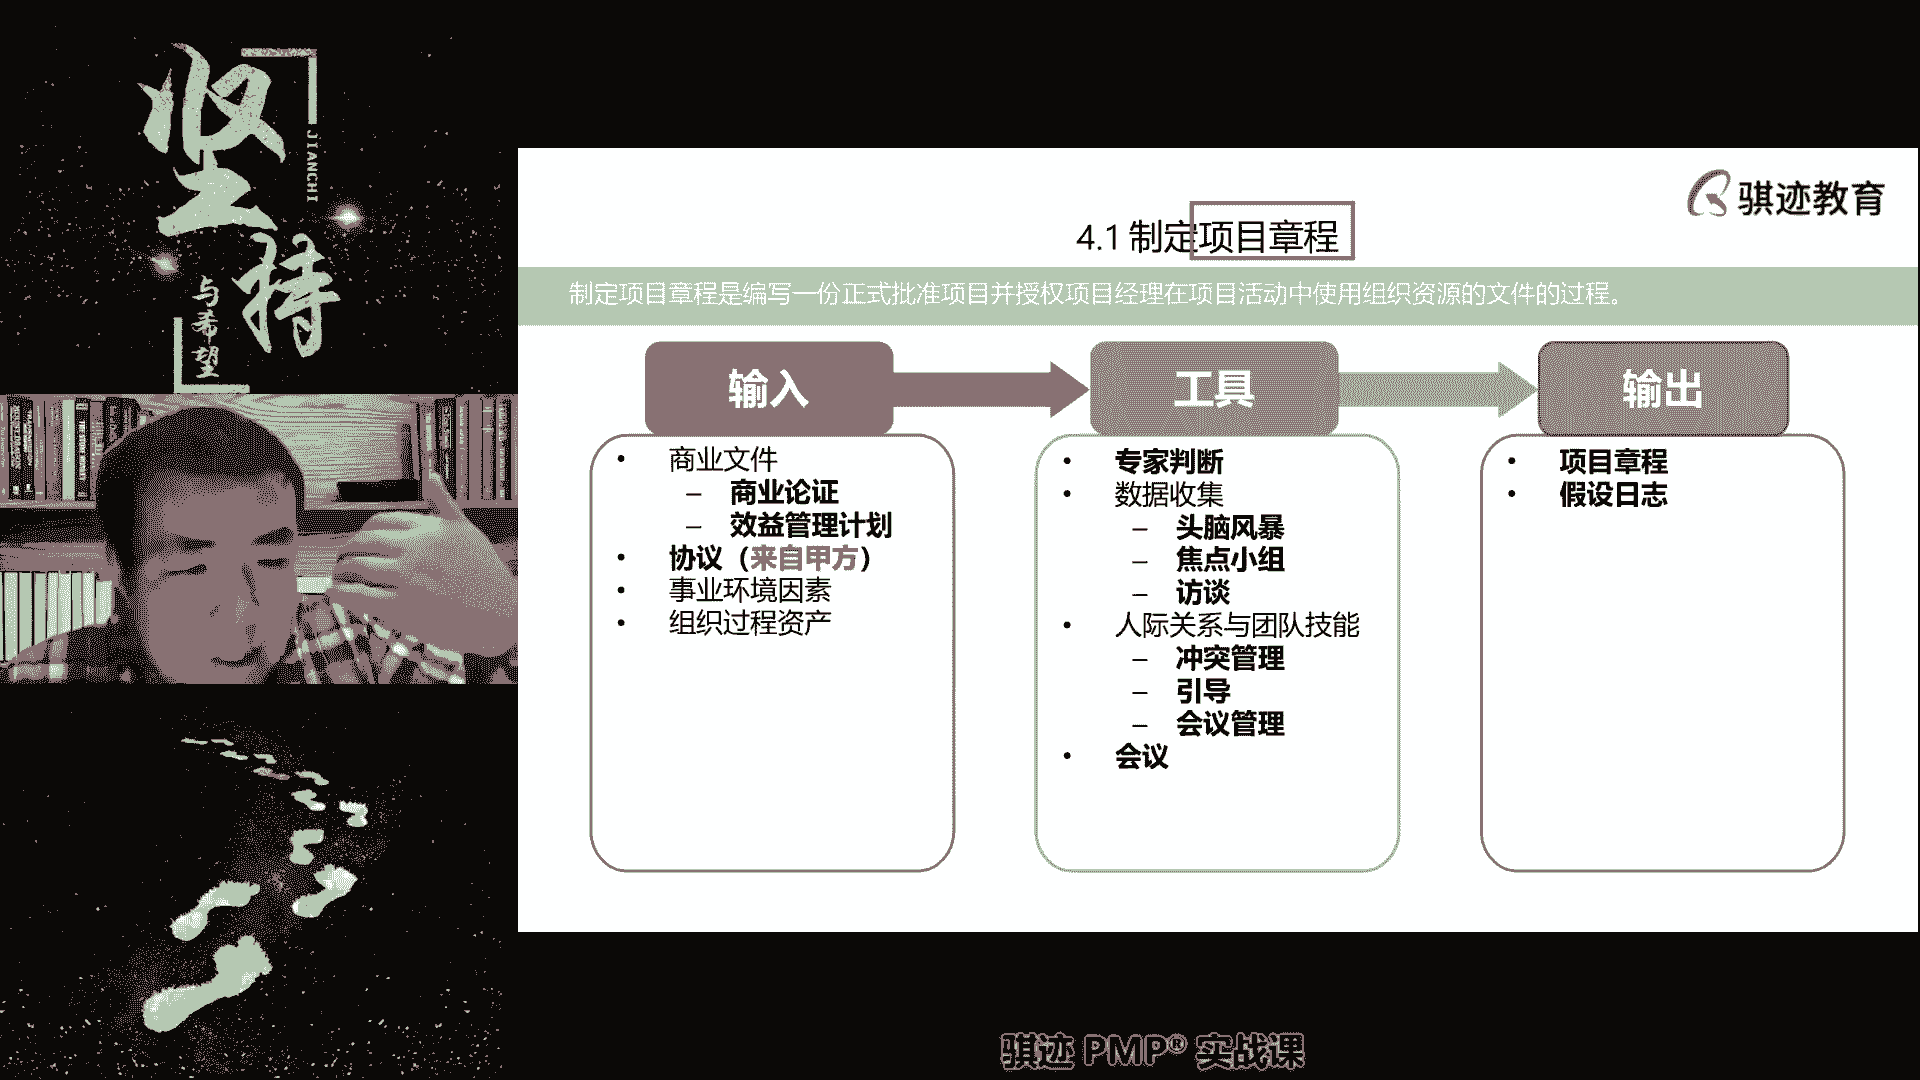 坚持
JIANCHI
与希望
骐迹教育
4.1 制定项目章程
制定项目章程是编写一份正式批准项目并授权项目经理在项目活动中使用组织资源的文件的过程。
输入
• 商业文件
– 商业论证
– 效益管理计划
• 协议（来自甲方）
• 事业环境因素
• 组织过程资产
工具
• 专家判断
• 数据收集
– 头脑风暴
– 焦点小组
– 访谈
• 人际关系与团队技能
– 冲突管理
– 引导
– 会议管理
• 会议
输出
• 项目章程
• 假设日志
骐迹 PMP® 实战课